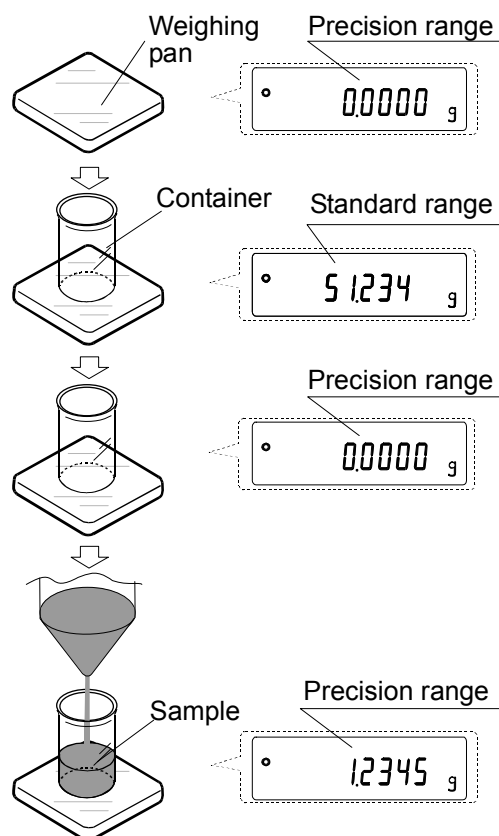 Weighing
pan
Precision range
0.0000 g
Container
Standard range
51.234 g
Precision range
0.0000 g
Sample
Precision range
1.2345 g